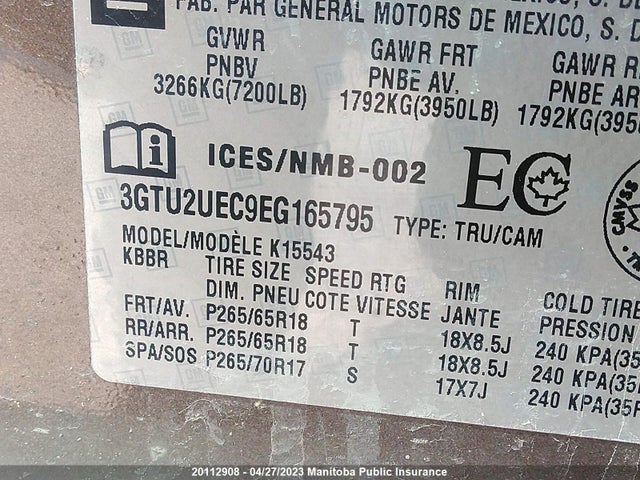 FAB. PAR GENERAL MOTORS DE MEXICO, S. D
GVWR GAWR FRT GAWR R
PNBV PNBE AV. PNBE AR
3266KG(7200LB) 1792KG(3950LB) 1792KG(395
ICES/NMB-002 EC
3GTU2UEC9EG165795 TYPE: TRU/CAM
MODEL/MODÈLE K15543
KBBR TIRE SIZE SPEED RTG RIM COLD TIRE
DIM. PNEU COTE VITESSE JANTE PRESSION
FRT/AV. P265/65R18 T 18X8.5J 240 KPA(35
RR/ARR. P265/65R18 T 18X8.5J 240 KPA(35
SPA/SOS P265/70R17 S 17X7J 240 KPA(35P
20112908 - 04/27/2023 Manitoba Public Insurance